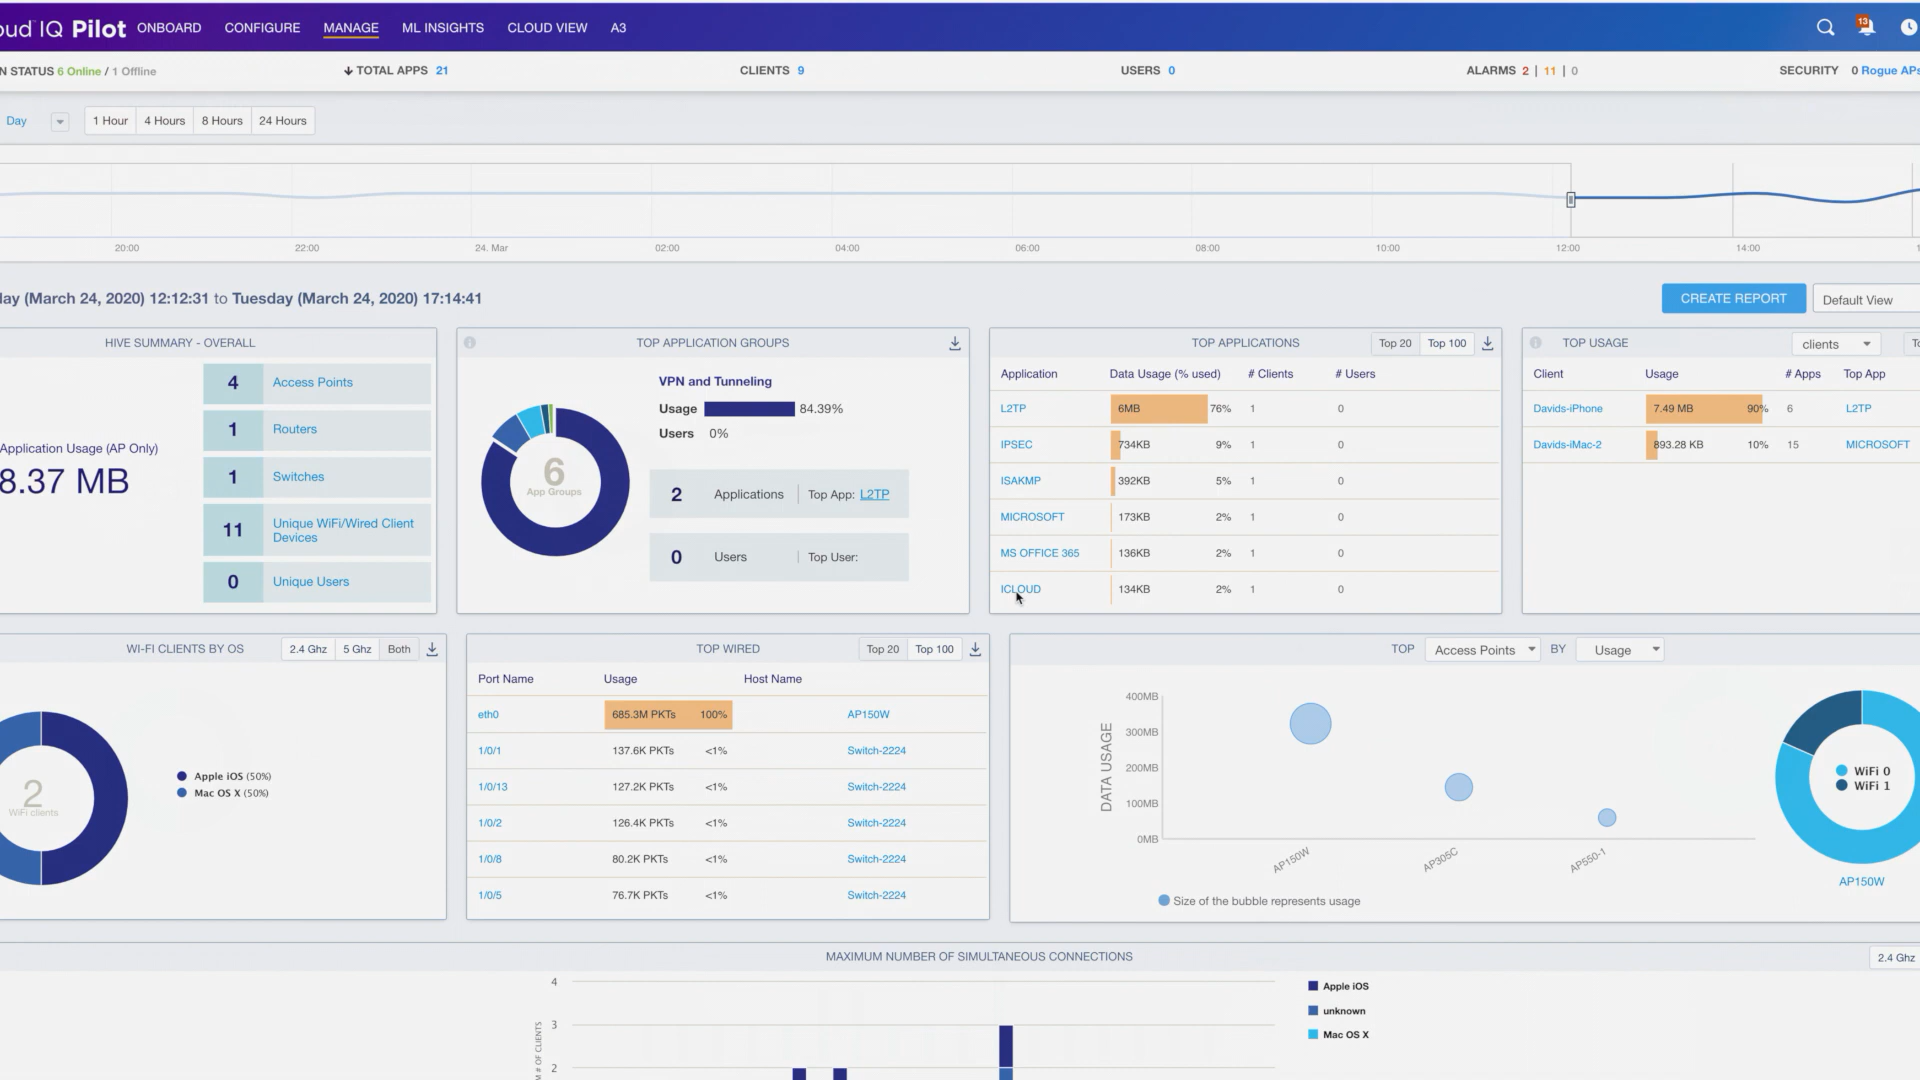 oud IQ Pilot ONBOARD CONFIGURE MANAGE ML INSIGHTS CLOUD VIEW A3 13
N STATUS 6 Online / 1 Offline TOTAL APPS 21 CLIENTS 9 USERS 0 ALARMS 2 | 11 | 0 SECURITY 0 Rogue APs
Day 1 Hour 4 Hours 8 Hours 24 Hours
20:00 22:00 24. Mar 02:00 04:00 06:00 08:00 10:00 12:00 14:00
day (March 24, 2020) 12:12:31 to Tuesday (March 24, 2020) 17:14:41 CREATE REPORT Default View
HIVE SUMMARY - OVERALL
Application Usage (AP Only)
8.37 MB
4 Access Points
1 Routers
1 Switches
11 Unique WiFi/Wired Client
Devices
0 Unique Users
TOP APPLICATION GROUPS
6
App Groups
VPN and Tunneling
Usage 84.39%
Users 0%
2 Applications Top App: L2TP
0 Users Top User:
TOP APPLICATIONS Top 20 Top 100
Application Data Usage (% used) # Clients # Users
L2TP 6MB 76% 1 0
IPSEC 734KB 9% 1 0
ISAKMP 392KB 5% 1 0
MICROSOFT 173KB 2% 1 0
MS OFFICE 365 136KB 2% 1 0
ICLOUD 134KB 2% 1 0
TOP USAGE clients To
Client Usage # Apps Top App
Davids-iPhone 7.49 MB 90% 6 L2TP
Davids-iMac-2 893.28 KB 10% 15 MICROSOFT
WI-FI CLIENTS BY OS 2.4 Ghz 5 Ghz Both
2
WiFi clients
Apple iOS (50%)
Mac OS X (50%)
TOP WIRED Top 20 Top 100
Port Name Usage Host Name
eth0 685.3M PKTs 100% AP150W
1/0/1 137.6K PKTs <1% Switch-2224
1/0/13 127.2K PKTs <1% Switch-2224
1/0/2 126.4K PKTs <1% Switch-2224
1/0/8 80.2K PKTs <1% Switch-2224
1/0/5 76.7K PKTs <1% Switch-2224
TOP Access Points BY Usage
DATA USAGE
400MB
300MB
200MB
100MB
0MB
AP150W AP305C AP550-1
Size of the bubble represents usage
WiFi 0
WiFi 1
AP150W
MAXIMUM NUMBER OF SIMULTANEOUS CONNECTIONS 2.4 Ghz
M # OF CLIENTS
4
3
2
Apple iOS
unknown
Mac OS X